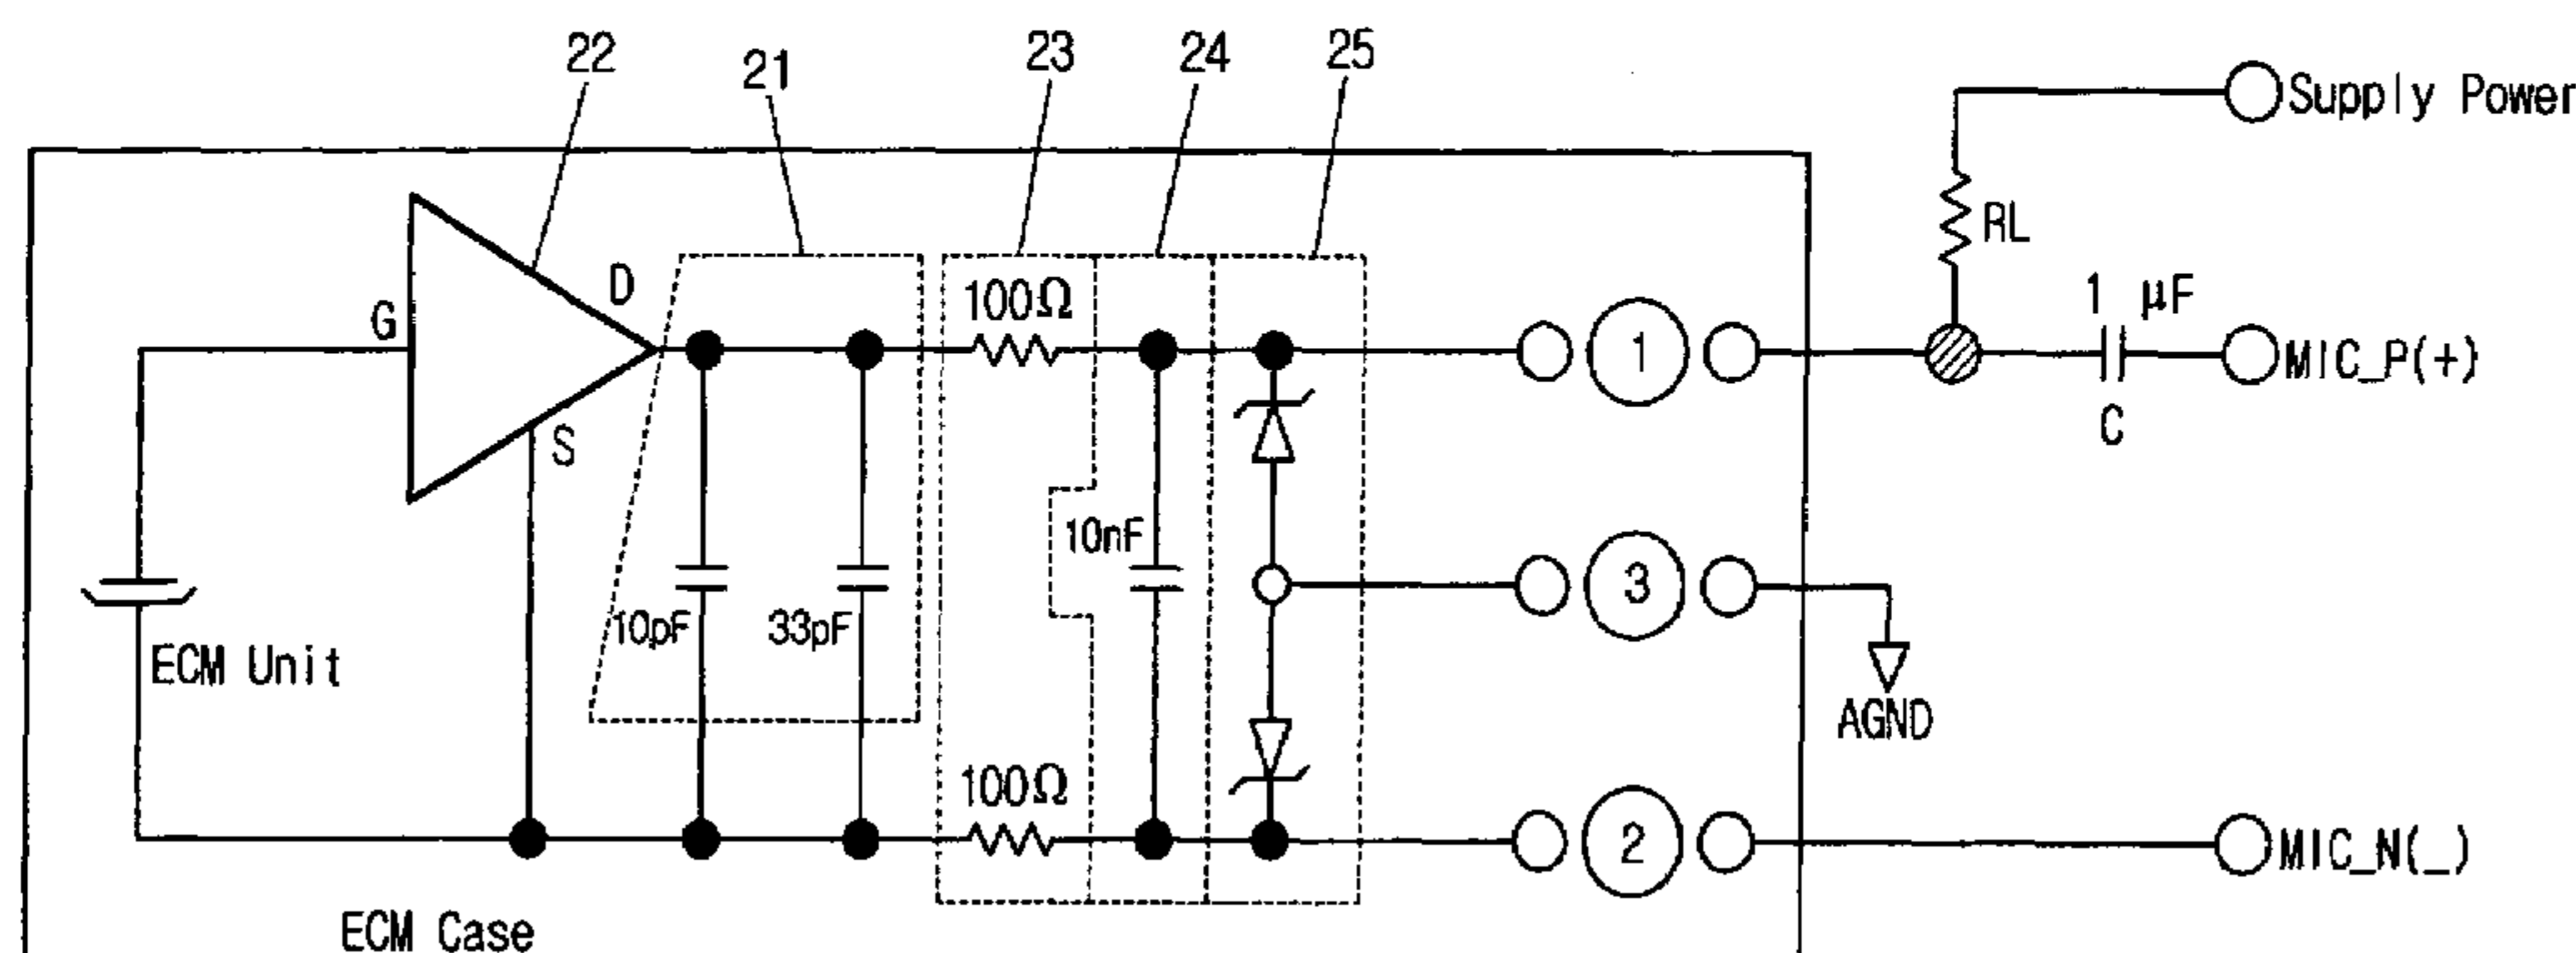 22
21
23
24
25
Supply Power
RL
D
G
100Ω
1 μF
1
MIC_P(+)
C
S
10nF
3
10pF
33pF
ECM Unit
AGND
100Ω
2
MIC_N(_)
ECM Case